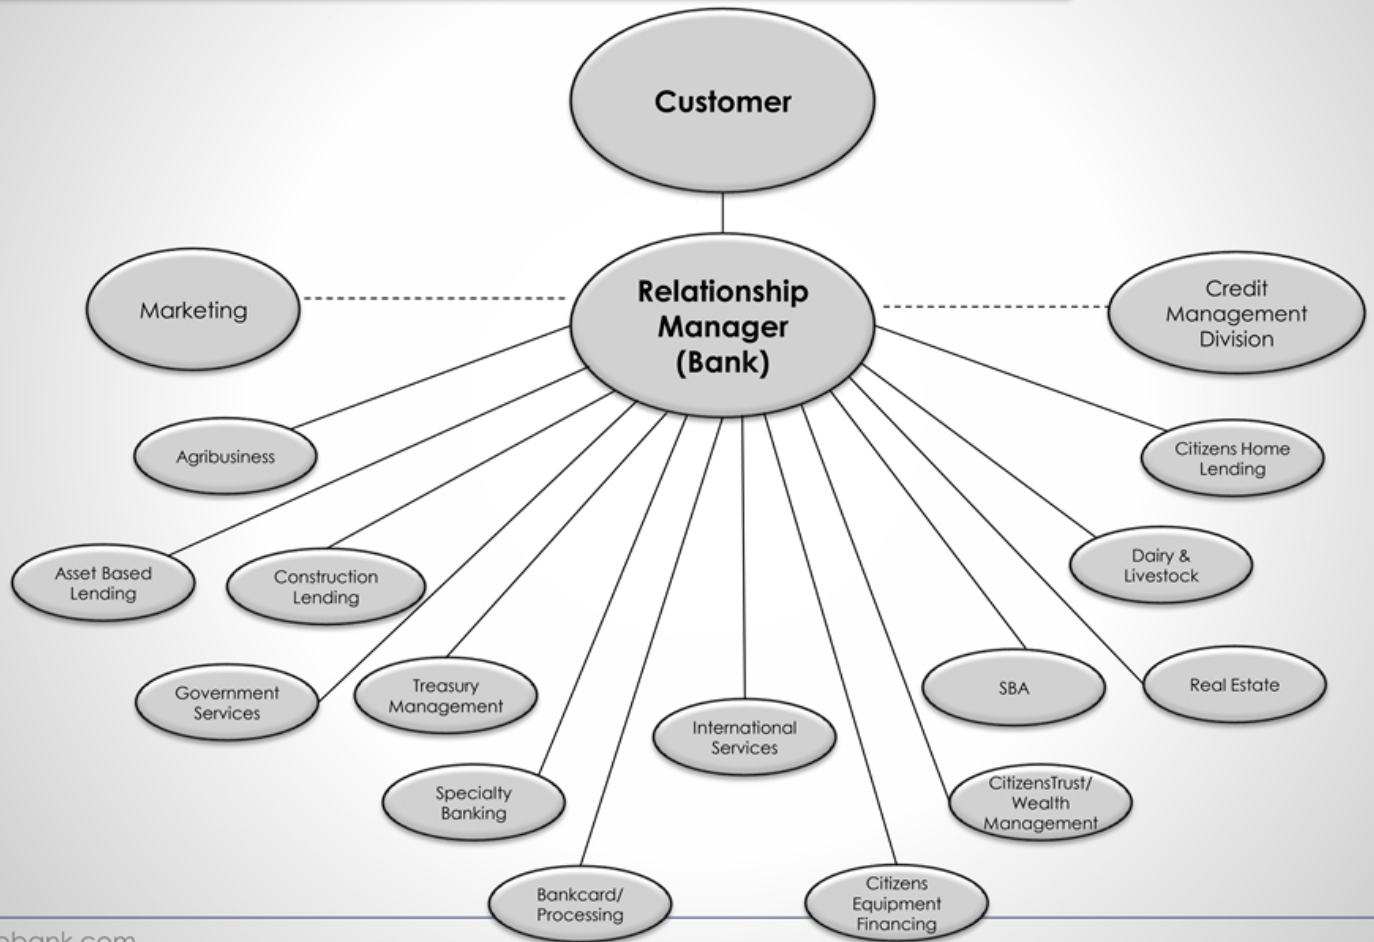 Customer
Relationship
Manager
(Bank)
Marketing
Credit
Management
Division
Agribusiness
Citizens Home
Lending
Asset Based
Lending
Construction
Lending
Dairy &
Livestock
Government
Services
Treasury
Management
International
Services
SBA
Real Estate
Specialty
Banking
CitizensTrust/
Wealth
Management
Bankcard/
Processing
Citizens
Equipment
Financing
bank.com